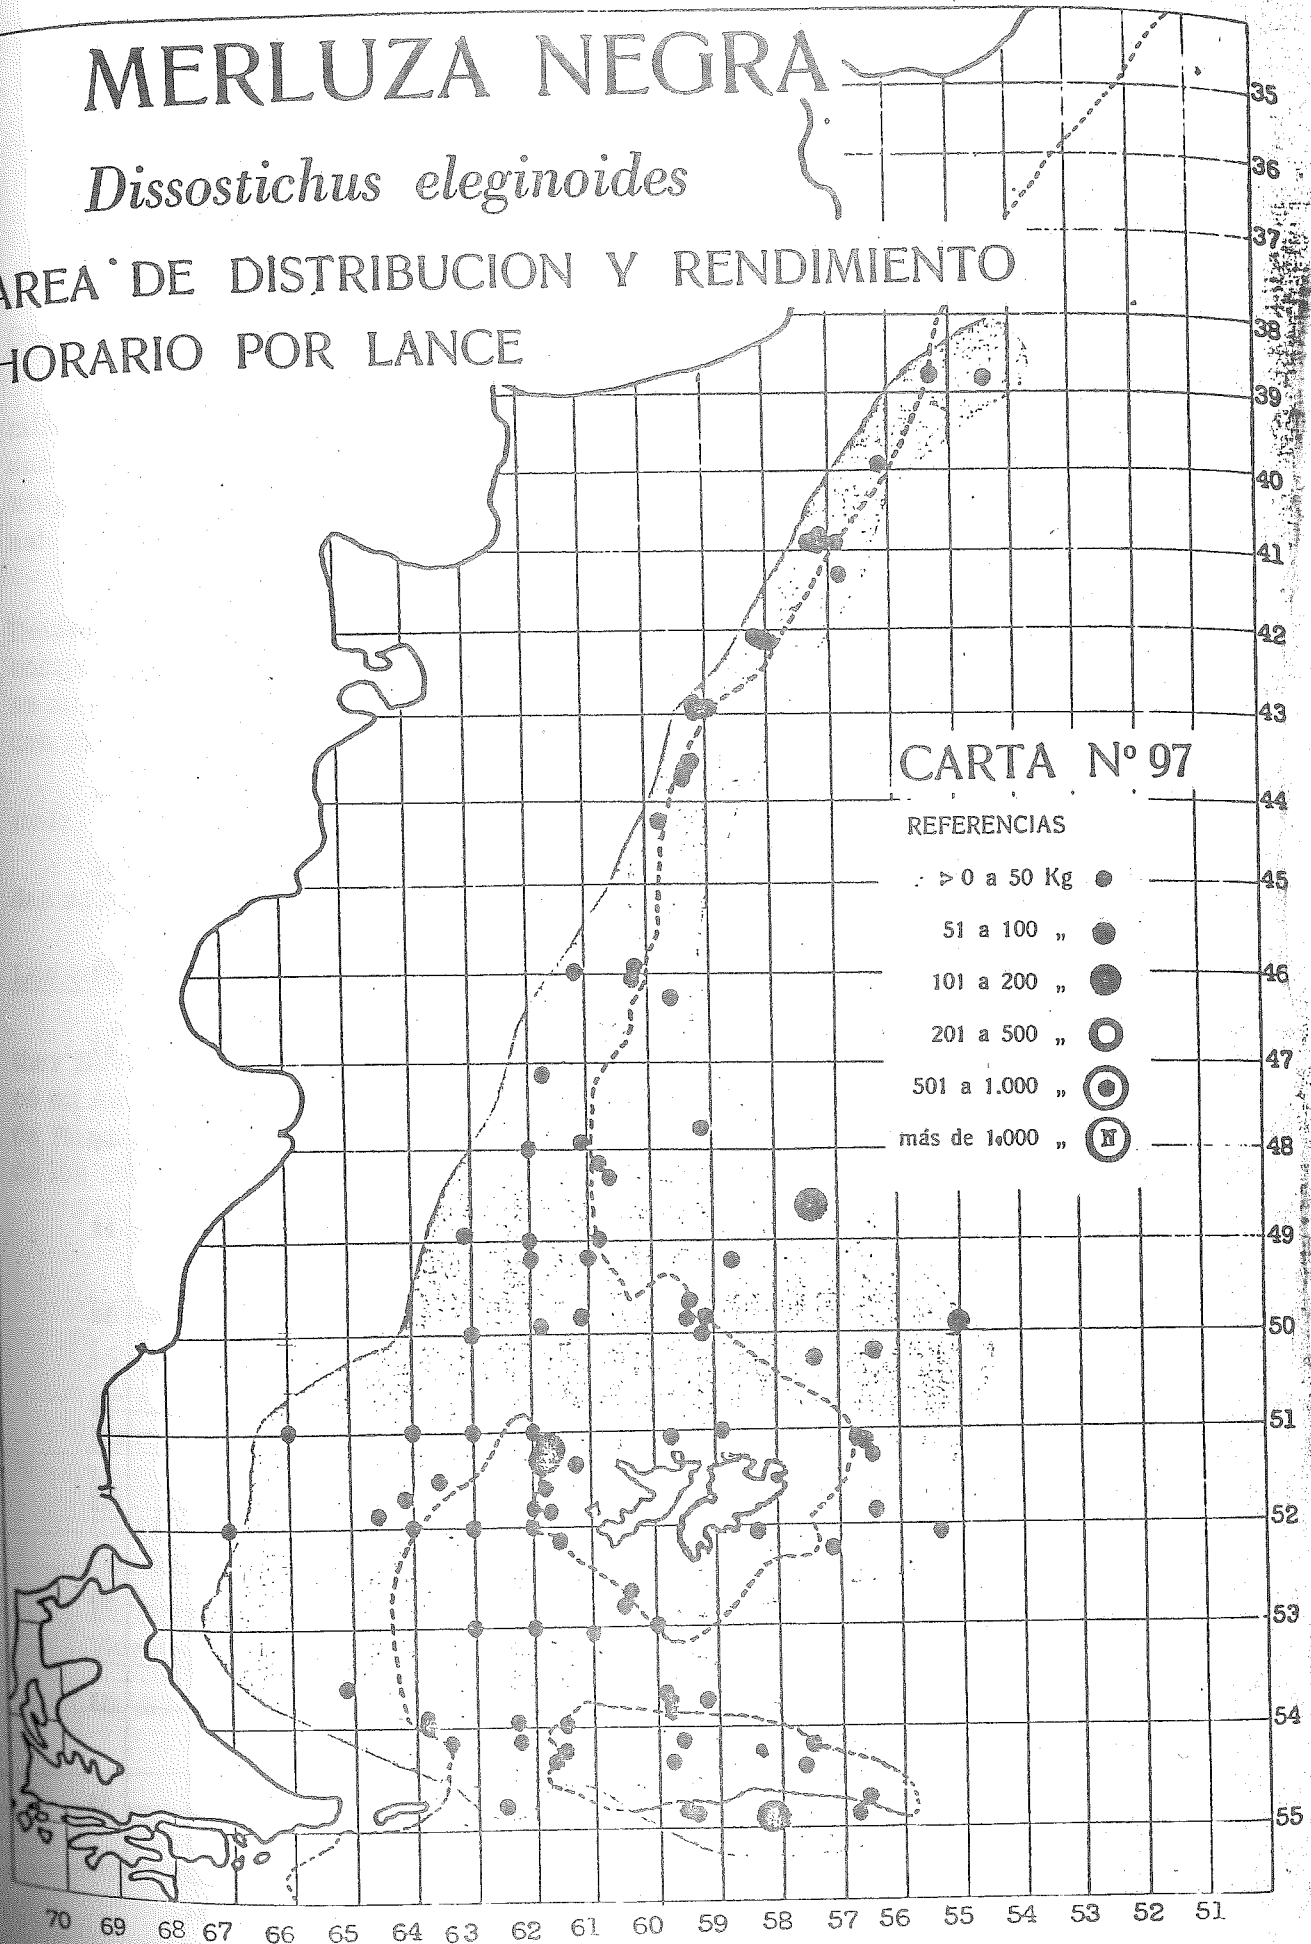 MERLUZA NEGRA
Dissostichus eleginoides
AREA DE DISTRIBUCION Y RENDIMIENTO
HORARIO POR LANCE
35
36
37
38
39
40
41
42
43
CARTA Nº 97
44
REFERENCIAS
> 0 a 50 Kg
45
51 a 100 „
46
101 a 200 „
201 a 500 „
47
501 a 1.000 „
más de 1.000 „ N
48
49
50
51
52
53
54
55
70 69 68 67 66 65 64 63 62 61 60 59 58 57 56 55 54 53 52 51